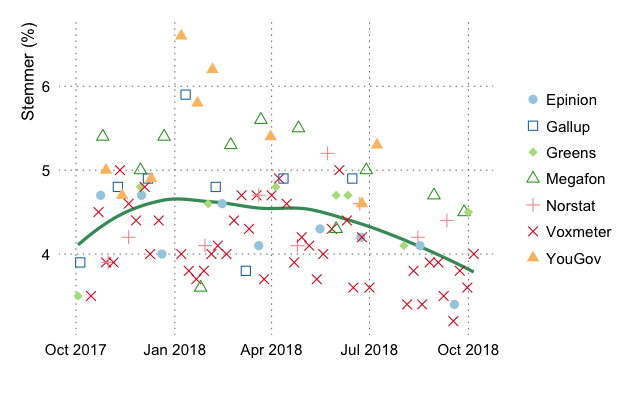 Stemmer (%)
6
5
4
Oct 2017
Jan 2018
Apr 2018
Jul 2018
Oct 2018
Epinion
Gallup
Greens
Megafon
Norstat
Voxmeter
YouGov